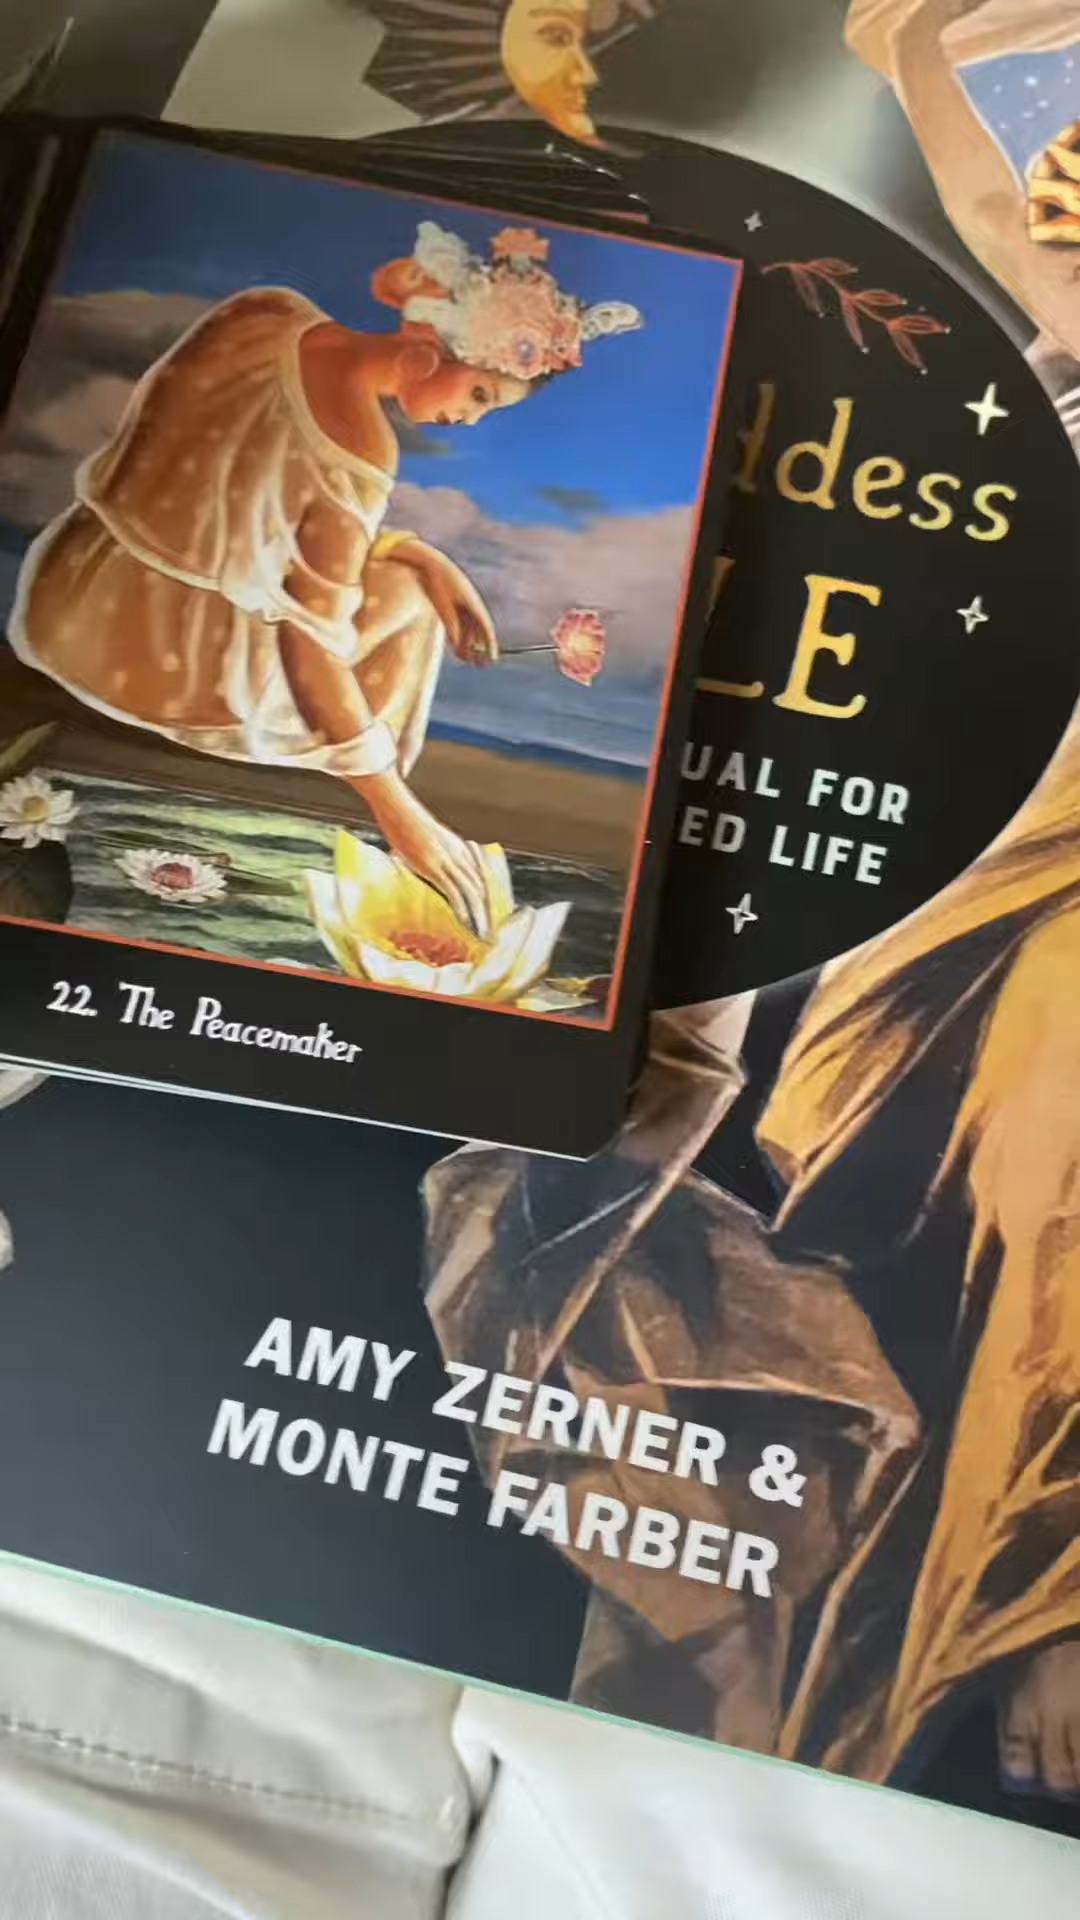 22. The Peacemaker
ddess
LE
UAL FOR
ED LIFE
AMY ZERNER &
MONTE FARBER